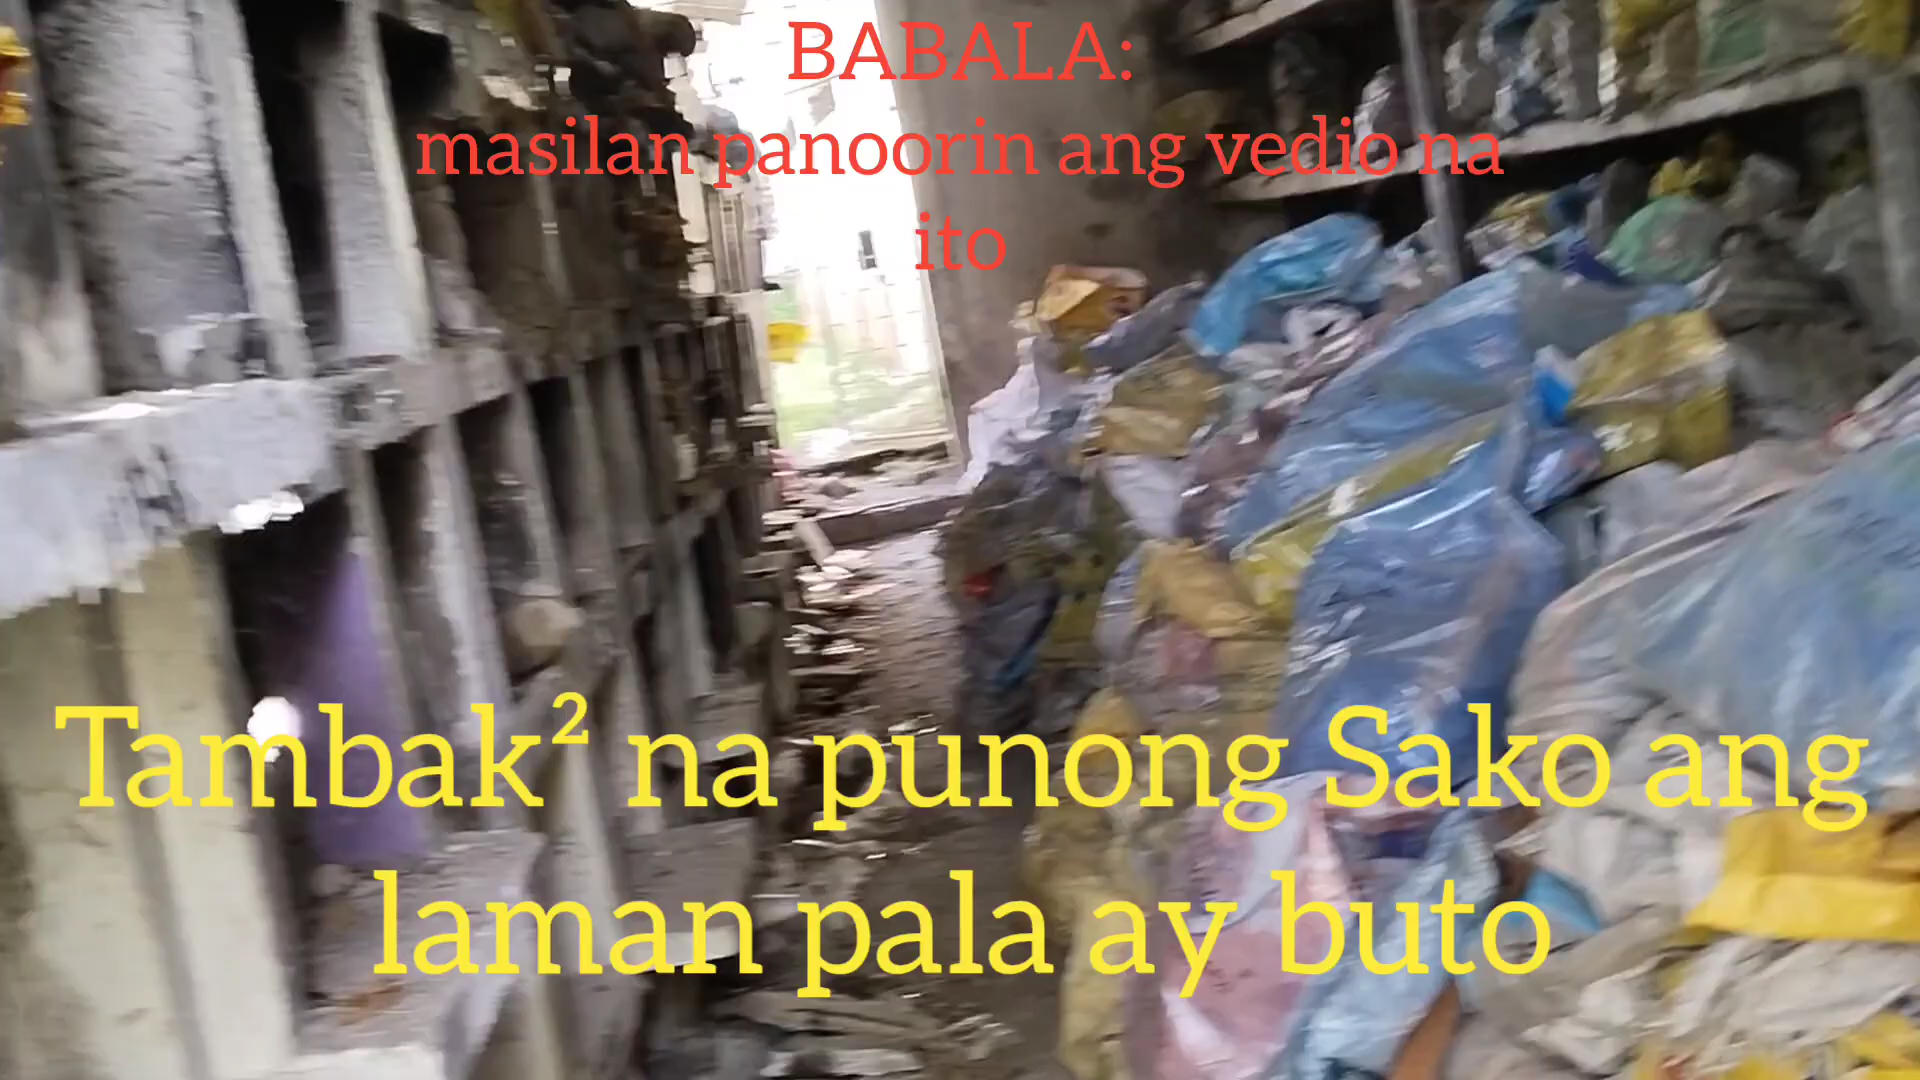 BABALA:
masilan panoorin ang vedio na
ito
Tambak² na punong Sako ang
laman pala ay buto